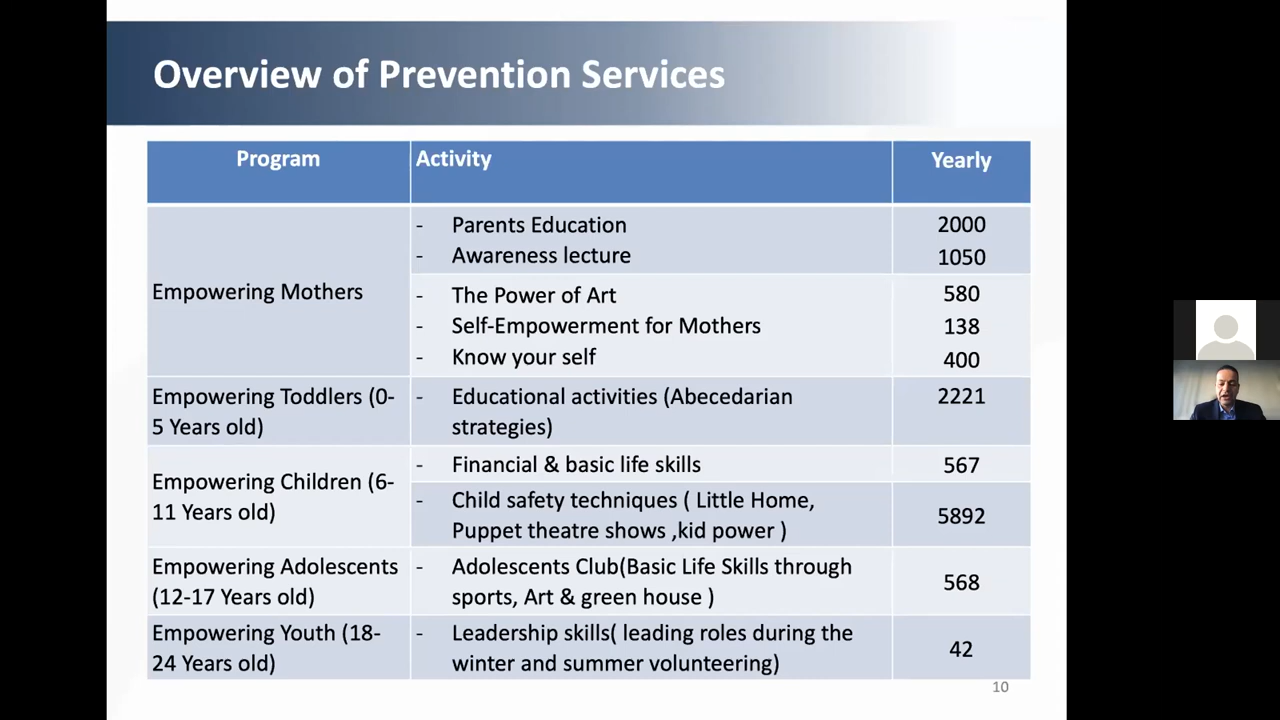 Overview of Prevention Services
Program
Activity
Yearly
Empowering Mothers
- Parents Education
2000
- Awareness lecture
1050
- The Power of Art
580
- Self-Empowerment for Mothers
138
- Know your self
400
Empowering Toddlers (0-
5 Years old)
- Educational activities (Abecedarian
strategies)
2221
Empowering Children (6-
11 Years old)
- Financial & basic life skills
567
- Child safety techniques ( Little Home,
Puppet theatre shows ,kid power )
5892
Empowering Adolescents
(12-17 Years old)
- Adolescents Club(Basic Life Skills through
sports, Art & green house )
568
Empowering Youth (18-
24 Years old)
- Leadership skills( leading roles during the
winter and summer volunteering)
42
10